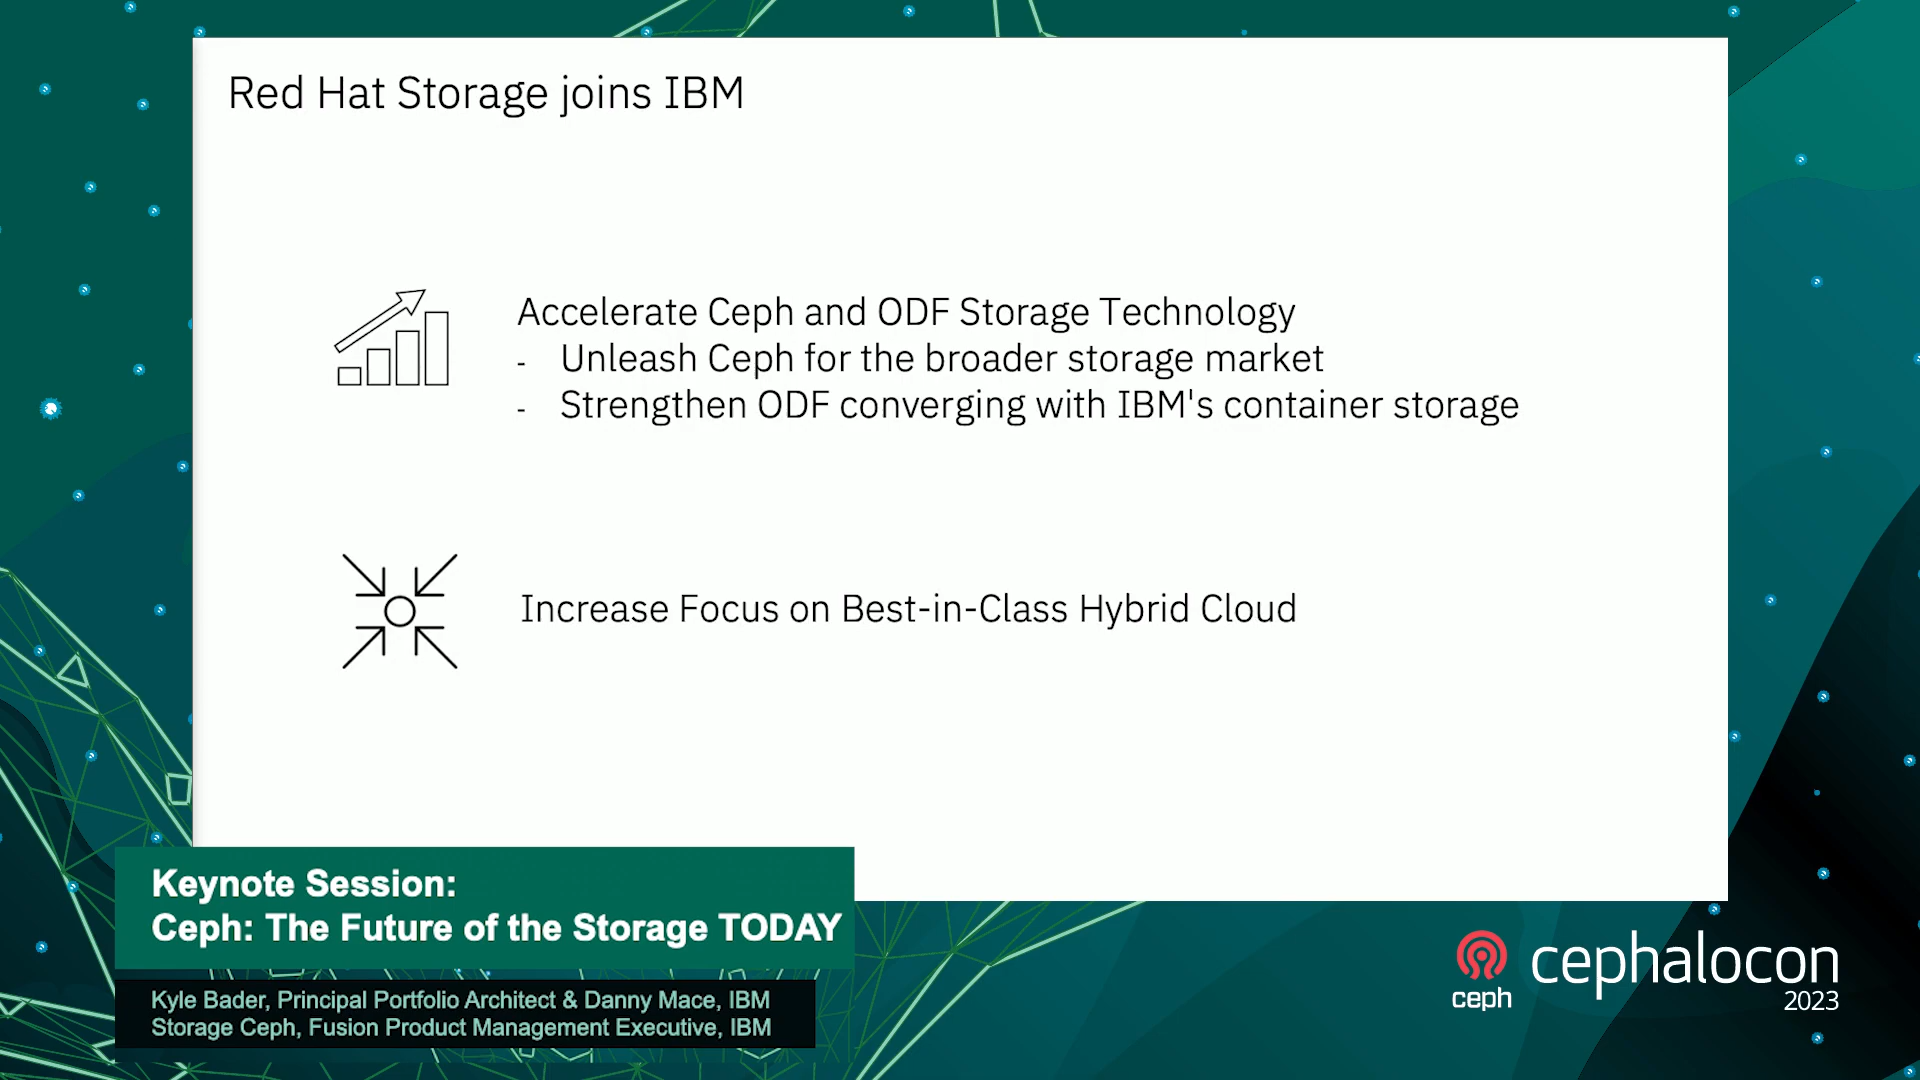 Red Hat Storage joins IBM
Accelerate Ceph and ODF Storage Technology
- Unleash Ceph for the broader storage market
- Strengthen ODF converging with IBM's container storage
Increase Focus on Best-in-Class Hybrid Cloud
Keynote Session:
Ceph: The Future of the Storage TODAY
Kyle Bader, Principal Portfolio Architect & Danny Mace, IBM
Storage Ceph, Fusion Product Management Executive, IBM
ceph
cephalocon
2023